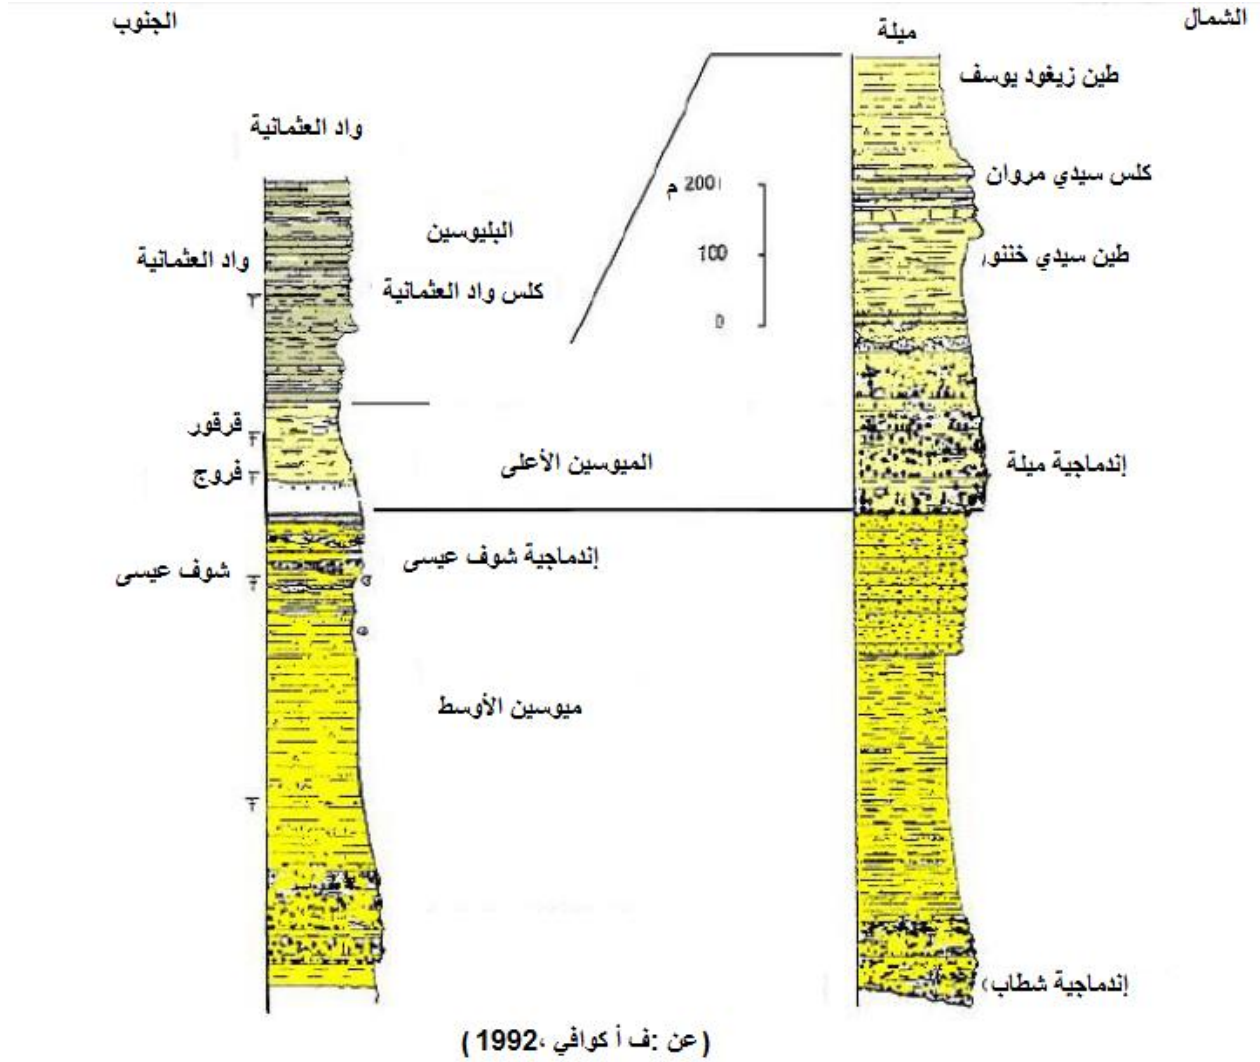 الشمال
الجنوب
ميلة
طين زيغود يوسف
واد العثمانية
كلس سيدي مروان
200 م
البليوسين
طين سيدي خننور
100
واد العثمانية
كلس واد العثمانية
0
قرقور
الميوسين الأعلى
إندماجية ميلة
فروج
إندماجية شوف عيسى
شوف عيسى
ميوسين الأوسط
إندماجية شطاب
(عن :ف أ كوافي ،1992)